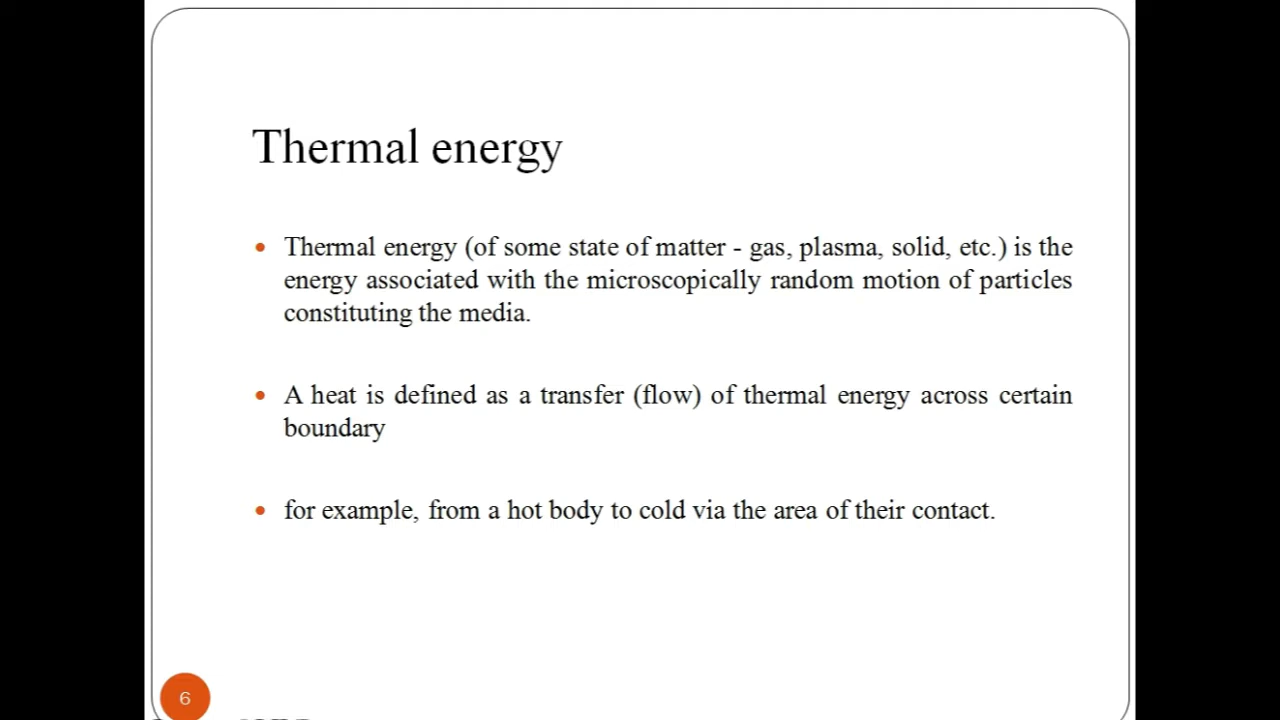 Thermal energy
• Thermal energy (of some state of matter - gas, plasma, solid, etc.) is the
energy associated with the microscopically random motion of particles
constituting the media.
• A heat is defined as a transfer (flow) of thermal energy across certain
boundary
• for example, from a hot body to cold via the area of their contact.
6